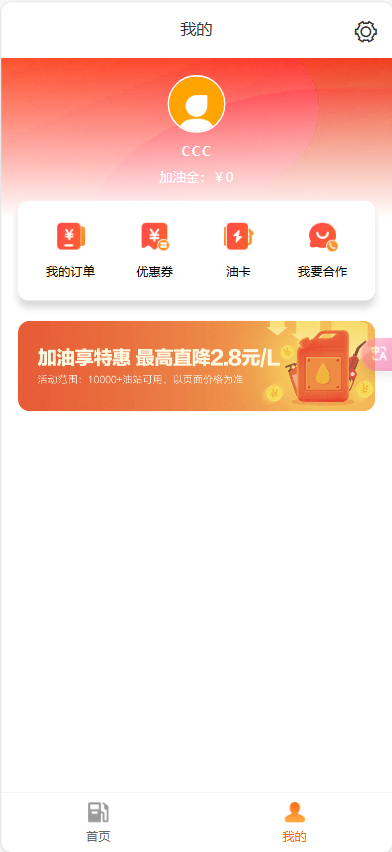 我的
CCC
加油金：￥0
我的订单
优惠券
油卡
我要合作
加油享特惠 最高直降2.8元/L
活动范围：10000+油站可用，以页面价格为准
首页
我的